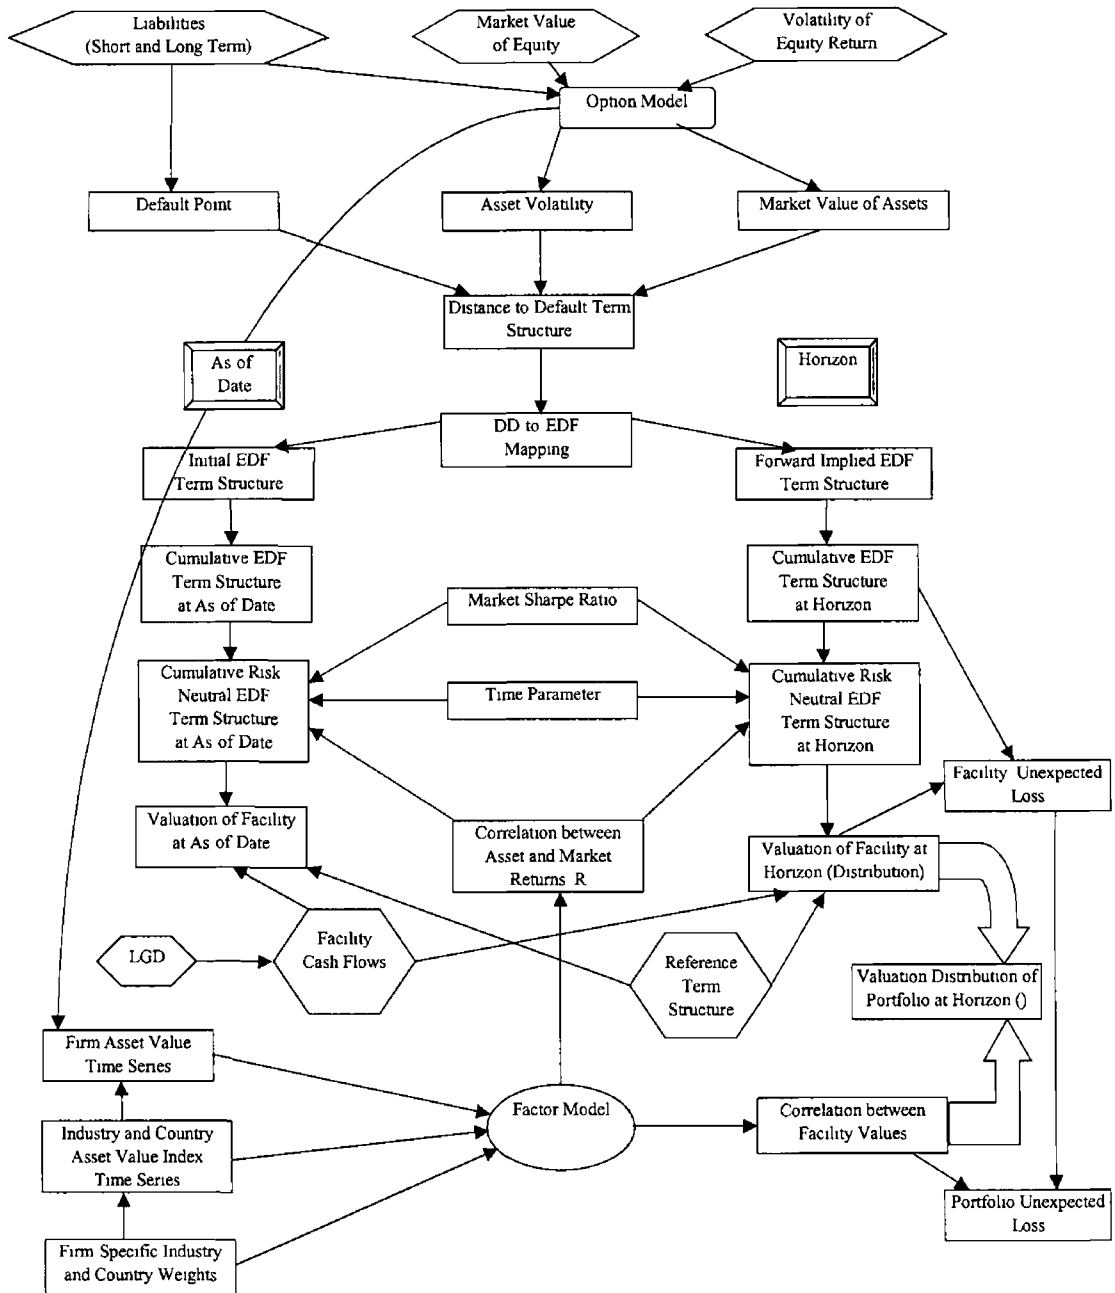 Liabilities
(Short and Long Term)
Market Value
of Equity
Volatility of
Equity Return
Option Model
Default Point
Asset Volatility
Market Value of Assets
Distance to Default Term
Structure
As of
Date
Horizon
DD to EDF
Mapping
Initial EDF
Term Structure
Forward Implied EDF
Term Structure
Cumulative EDF
Term Structure
at As of Date
Market Sharpe Ratio
Cumulative EDF
Term Structure
at Horizon
Cumulative Risk
Neutral EDF
Term Structure
at As of Date
Time Parameter
Cumulative Risk
Neutral EDF
Term Structure
at Horizon
Facility Unexpected
Loss
Valuation of Facility
at As of Date
Correlation between
Asset and Market
Returns R
Valuation of Facility at
Horizon (Distribution)
LGD
Facility
Cash Flows
Reference
Term
Structure
Valuation Distribution of
Portfolio at Horizon ()
Firm Asset Value
Time Series
Factor Model
Correlation between
Facility Values
Industry and Country
Asset Value Index
Time Series
Portfolio Unexpected
Loss
Firm Specific Industry
and Country Weights